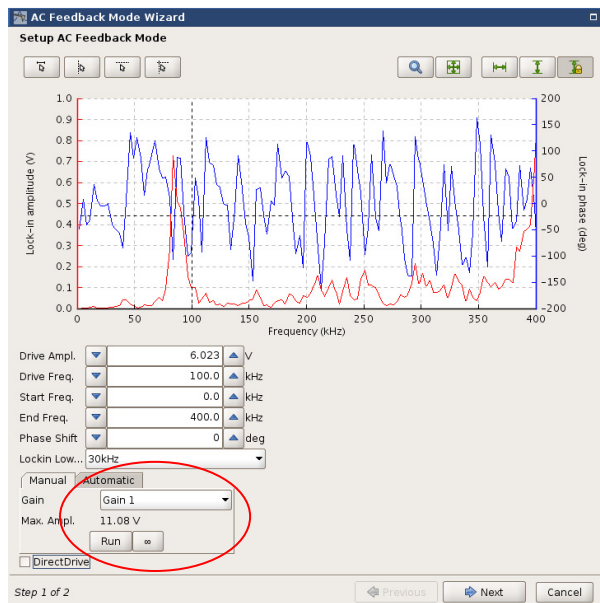 AC Feedback Mode Wizard
Setup AC Feedback Mode
1.0
0.9
0.8
0.7
0.6
0.5
0.4
0.3
0.2
0.1
0.0
Lock-in amplitude (V)
200
150
100
50
0
-50
-100
-150
-200
Lock-in phase (deg)
0 50 100 150 200 250 300 350 400
Frequency (kHz)
Drive Ampl. 6.023 V
Drive Freq. 100.0 kHz
Start Freq. 0.0 kHz
End Freq. 400.0 kHz
Phase Shift 0 deg
Lockin Low... 30kHz
Manual Automatic
Gain Gain 1
Max. Ampl. 11.08 V
Run ∞
DirectDrive
Step 1 of 2 Previous Next Cancel